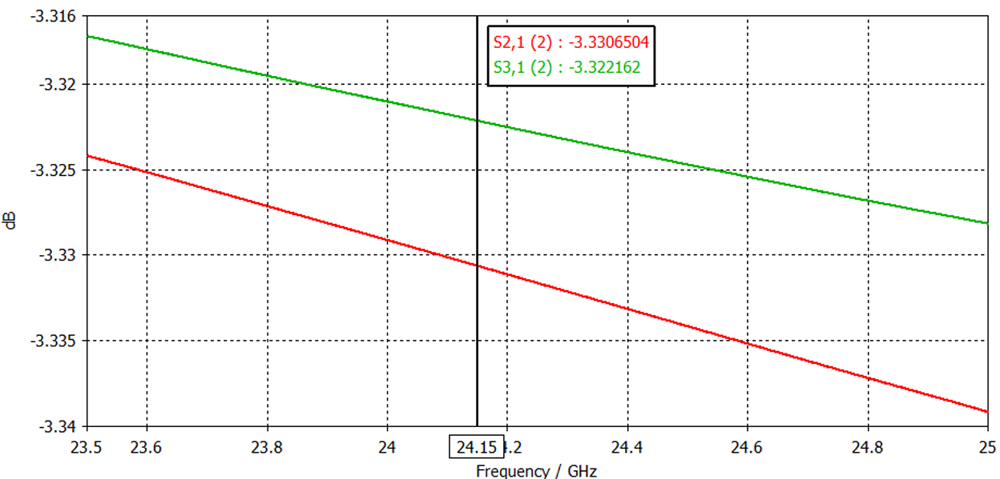 -3.316
S2,1 (2) : -3.3306504
S3,1 (2) : -3.322162
-3.32
-3.325
dB
-3.33
-3.335
-3.34
23.5 23.6 23.8 24 24.15 4.2 24.4 24.6 24.8 25
Frequency / GHz